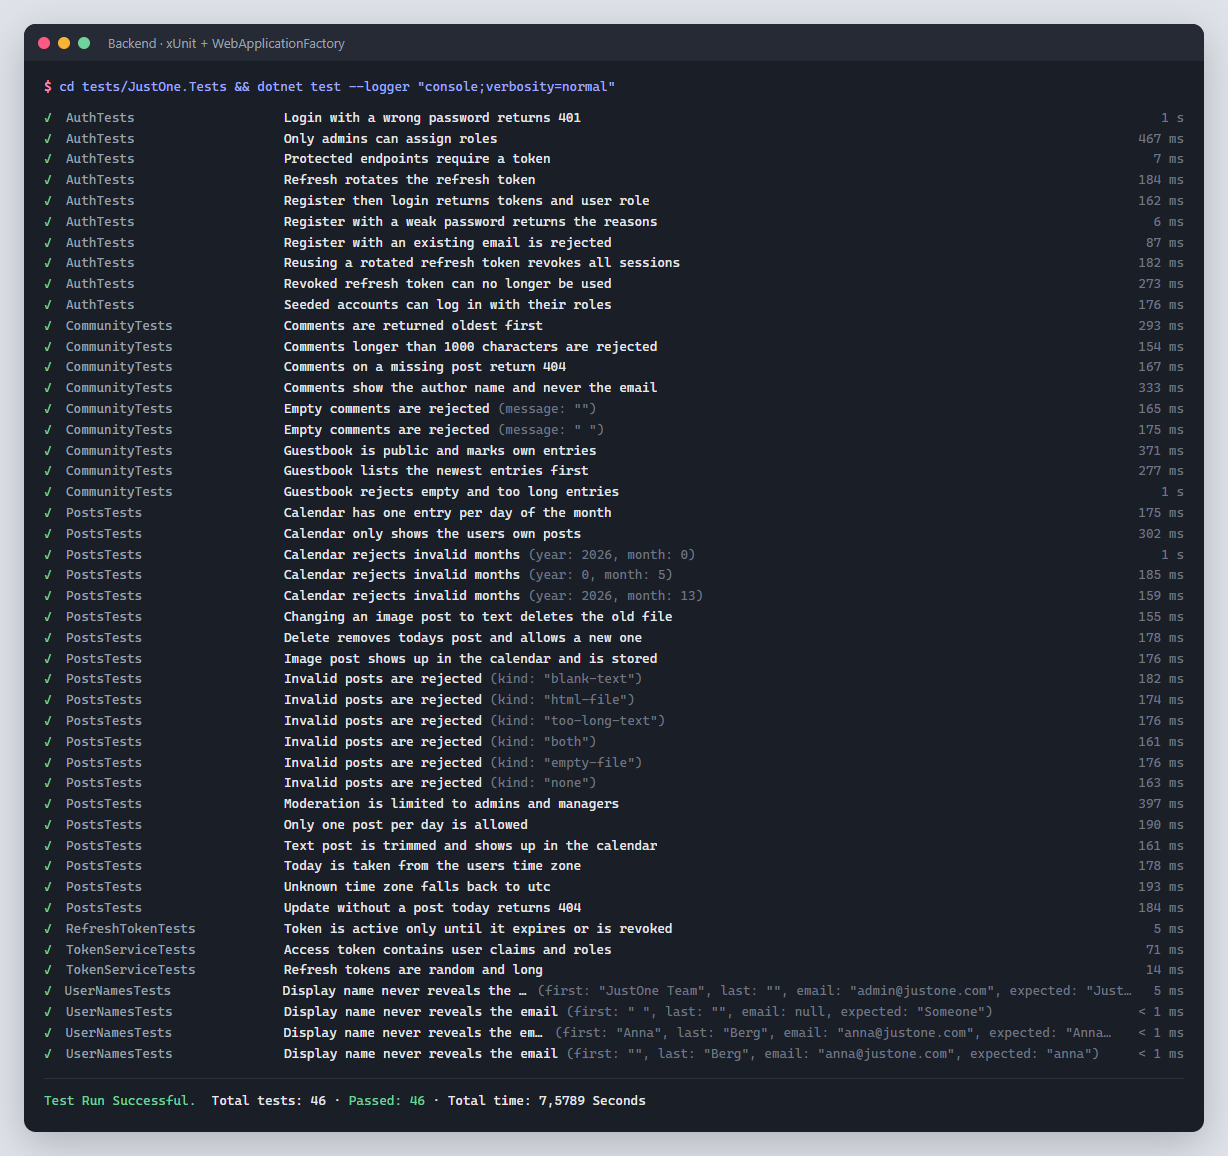 Backend · xUnit + WebApplicationFactory
$ cd tests/JustOne.Tests && dotnet test --logger "console;verbosity=normal"
✓ AuthTests Login with a wrong password returns 401 1 s
✓ AuthTests Only admins can assign roles 467 ms
✓ AuthTests Protected endpoints require a token 7 ms
✓ AuthTests Refresh rotates the refresh token 184 ms
✓ AuthTests Register then login returns tokens and user role 162 ms
✓ AuthTests Register with a weak password returns the reasons 6 ms
✓ AuthTests Register with an existing email is rejected 87 ms
✓ AuthTests Reusing a rotated refresh token revokes all sessions 182 ms
✓ AuthTests Revoked refresh token can no longer be used 273 ms
✓ AuthTests Seeded accounts can log in with their roles 176 ms
✓ CommunityTests Comments are returned oldest first 293 ms
✓ CommunityTests Comments longer than 1000 characters are rejected 154 ms
✓ CommunityTests Comments on a missing post return 404 167 ms
✓ CommunityTests Comments show the author name and never the email 333 ms
✓ CommunityTests Empty comments are rejected (message: "") 165 ms
✓ CommunityTests Empty comments are rejected (message: " ") 175 ms
✓ CommunityTests Guestbook is public and marks own entries 371 ms
✓ CommunityTests Guestbook lists the newest entries first 277 ms
✓ CommunityTests Guestbook rejects empty and too long entries 1 s
✓ PostsTests Calendar has one entry per day of the month 175 ms
✓ PostsTests Calendar only shows the users own posts 302 ms
✓ PostsTests Calendar rejects invalid months (year: 2026, month: 0) 1 s
✓ PostsTests Calendar rejects invalid months (year: 0, month: 5) 185 ms
✓ PostsTests Calendar rejects invalid months (year: 2026, month: 13) 159 ms
✓ PostsTests Changing an image post to text deletes the old file 155 ms
✓ PostsTests Delete removes todays post and allows a new one 178 ms
✓ PostsTests Image post shows up in the calendar and is stored 176 ms
✓ PostsTests Invalid posts are rejected (kind: "blank-text") 182 ms
✓ PostsTests Invalid posts are rejected (kind: "html-file") 174 ms
✓ PostsTests Invalid posts are rejected (kind: "too-long-text") 176 ms
✓ PostsTests Invalid posts are rejected (kind: "both") 161 ms
✓ PostsTests Invalid posts are rejected (kind: "empty-file") 176 ms
✓ PostsTests Invalid posts are rejected (kind: "none") 163 ms
✓ PostsTests Moderation is limited to admins and managers 397 ms
✓ PostsTests Only one post per day is allowed 190 ms
✓ PostsTests Text post is trimmed and shows up in the calendar 161 ms
✓ PostsTests Today is taken from the users time zone 178 ms
✓ PostsTests Unknown time zone falls back to utc 193 ms
✓ PostsTests Update without a post today returns 404 184 ms
✓ RefreshTokenTests Token is active only until it expires or is revoked 5 ms
✓ TokenServiceTests Access token contains user claims and roles 71 ms
✓ TokenServiceTests Refresh tokens are random and long 14 ms
✓ UserNamesTests Display name never reveals the … (first: "JustOne Team", last: "", email: "admin@justone.com", expected: "Just… 5 ms
✓ UserNamesTests Display name never reveals the email (first: " ", last: "", email: null, expected: "Someone") < 1 ms
✓ UserNamesTests Display name never reveals the em… (first: "Anna", last: "Berg", email: "anna@justone.com", expected: "Anna… < 1 ms
✓ UserNamesTests Display name never reveals the email (first: "", last: "Berg", email: "anna@justone.com", expected: "anna") < 1 ms
Test Run Successful. Total tests: 46 · Passed: 46 · Total time: 7,5789 Seconds